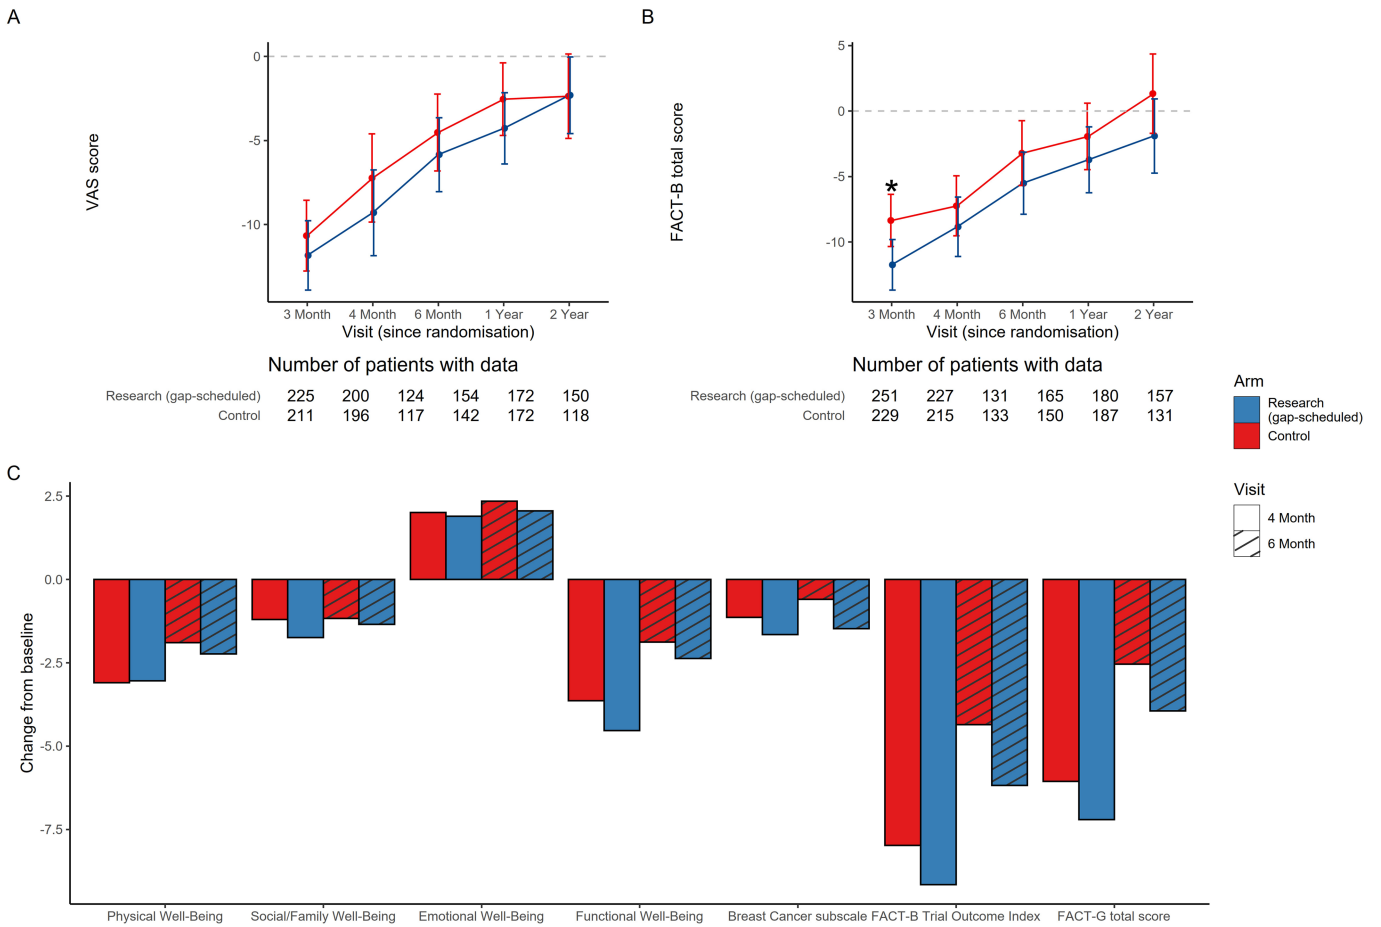 A
0
-5
-10
VAS score
3 Month 4 Month 6 Month 1 Year 2 Year
Visit (since randomisation)
Number of patients with data
Research (gap-scheduled) 225 200 124 154 172 150
Control 211 196 117 142 172 118
B
5
0
-5
-10
FACT-B total score
*
3 Month 4 Month 6 Month 1 Year 2 Year
Visit (since randomisation)
Number of patients with data
Research (gap-scheduled) 251 227 131 165 180 157
Control 229 215 133 150 187 131
Arm
Research
(gap-scheduled)
Control
Visit
4 Month
6 Month
C
2.5
0.0
-2.5
-5.0
-7.5
Change from baseline
Physical Well-Being Social/Family Well-Being Emotional Well-Being Functional Well-Being Breast Cancer subscale FACT-B Trial Outcome Index FACT-G total score